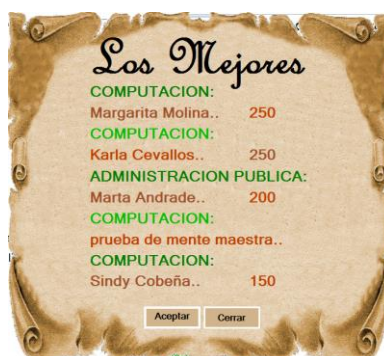 Los Mejores
COMPUTACION:
Margarita Molina.. 250
COMPUTACION:
Karla Cevallos.. 250
ADMINISTRACION PUBLICA:
Marta Andrade.. 200
COMPUTACION:
prueba de mente maestra..
COMPUTACION:
Sindy Cobeña.. 150
Aceptar Cerrar